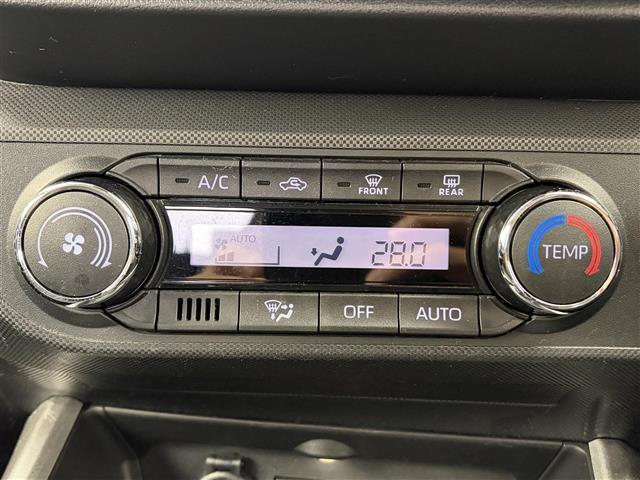 A/C
FRONT
REAR
AUTO
28.0
TEMP
OFF
AUTO